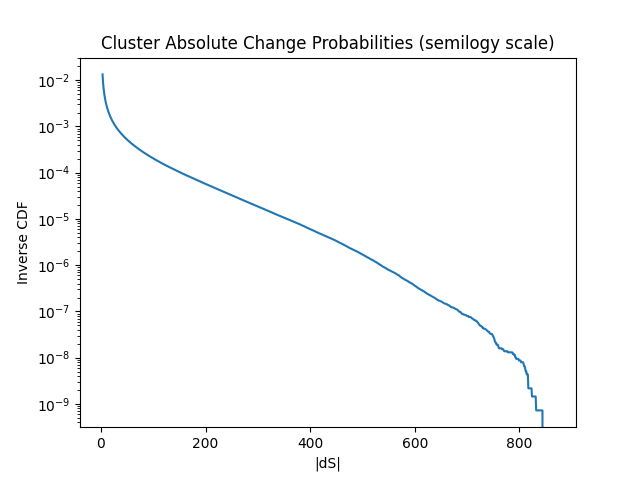 Cluster Absolute Change Probabilities (semilogy scale)
10⁻²
10⁻³
10⁻⁴
10⁻⁵
10⁻⁶
10⁻⁷
10⁻⁸
10⁻⁹
Inverse CDF
0 200 400 600 800
|dS|